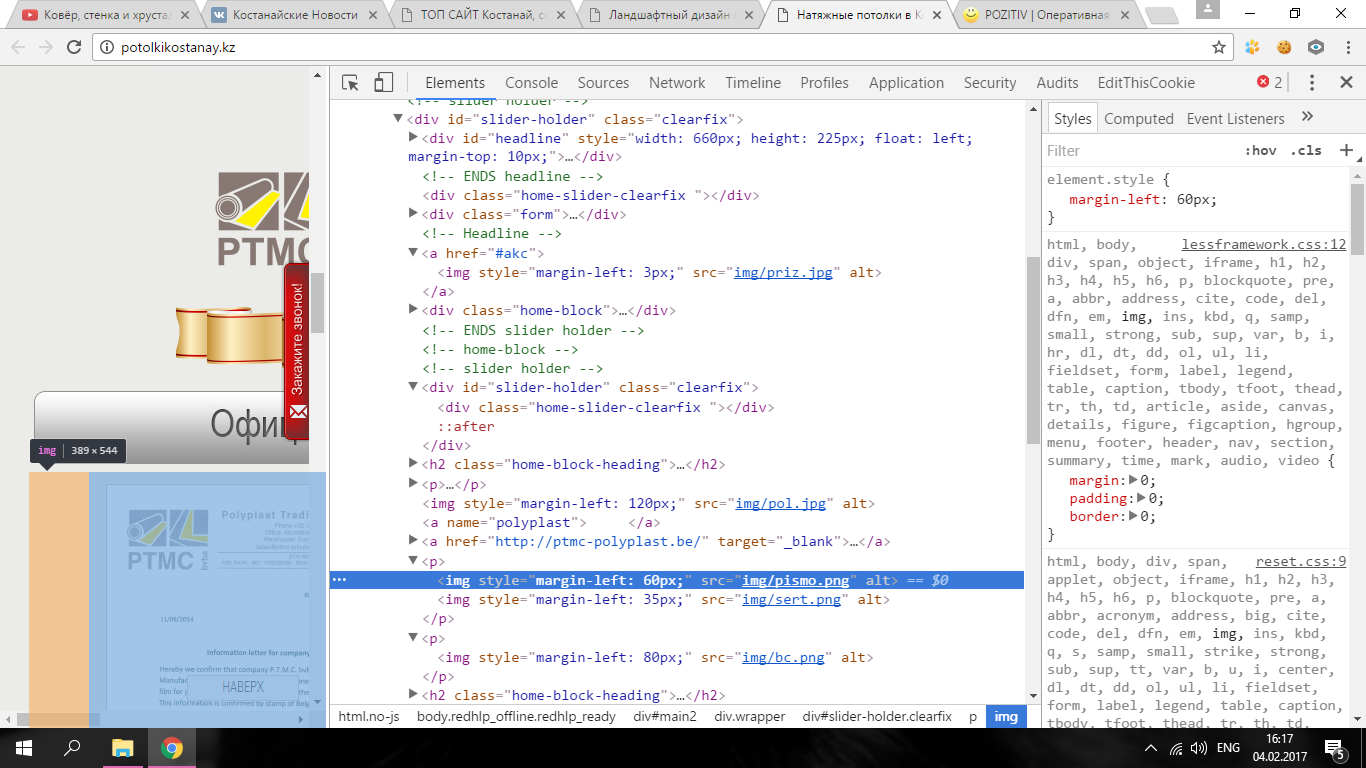 Ковёр, стенка и хрустал
Костанайские Новости
ТОП САЙТ Костанай, со
Ландшафтный дизайн
Натяжные потолки в К
POZITIV | Оперативная
potolkikostanay.kz
Elements Console Sources Network Timeline Profiles Application Security Audits EditThisCookie 2
PTMC
Закажите звонок!
Офиц
img 389 × 544
Polyplast Tradi
PTMC bvba
11/09/2014
Information letter for company
Hereby we confirm that company P.T.M.C. bvb
Manufac
film for
This information is confirmed by stamp of Belg
НАВЕРХ
<!-- slider holder -->
<div id="slider-holder" class="clearfix">
<div id="headline" style="width: 660px; height: 225px; float: left;
margin-top: 10px;">…</div>
<!-- ENDS headline -->
<div class="home-slider-clearfix "></div>
<div class="form">…</div>
<!-- Headline -->
<a href="#akc">
<img style="margin-left: 3px;" src="img/priz.jpg" alt>
</a>
<div class="home-block">…</div>
<!-- ENDS slider holder -->
<!-- home-block -->
<!-- slider holder -->
<div id="slider-holder" class="clearfix">
<div class="home-slider-clearfix "></div>
::after
</div>
<h2 class="home-block-heading">…</h2>
<p>…</p>
<img style="margin-left: 120px;" src="img/pol.jpg" alt>
<a name="polyplast"> </a>
<a href="http://ptmc-polyplast.be/" target="_blank">…</a>
<p>
<img style="margin-left: 60px;" src="img/pismo.png" alt> == $0
<img style="margin-left: 35px;" src="img/sert.png" alt>
</p>
<p>
<img style="margin-left: 80px;" src="img/bc.png" alt>
</p>
<h2 class="home-block-heading">…</h2>
html.no-js body.redhlp_offline.redhlp_ready div#main2 div.wrapper div#slider-holder.clearfix p img
Styles Computed Event Listeners »
Filter :hov .cls +
element.style {
margin-left: 60px;
}
html, body, lessframework.css:12
div, span, object, iframe, h1, h2,
h3, h4, h5, h6, p, blockquote, pre,
a, abbr, address, cite, code, del,
dfn, em, img, ins, kbd, q, samp,
small, strong, sub, sup, var, b, i,
hr, dl, dt, dd, ol, ul, li,
fieldset, form, label, legend,
table, caption, tbody, tfoot, thead,
tr, th, td, article, aside, canvas,
details, figure, figcaption, hgroup,
menu, footer, header, nav, section,
summary, time, mark, audio, video {
margin: 0;
padding: 0;
border: 0;
}
html, body, div, span, reset.css:9
applet, object, iframe, h1, h2, h3,
h4, h5, h6, p, blockquote, pre, a,
abbr, acronym, address, big, cite,
code, del, dfn, em, img, ins, kbd,
q, s, samp, small, strike, strong,
sub, sup, tt, var, b, u, i, center,
dl, dt, dd, ol, ul, li, fieldset,
form, label, legend, table, caption,
tbody, tfoot, thead, tr, th, td,
ENG
16:17
04.02.2017
5